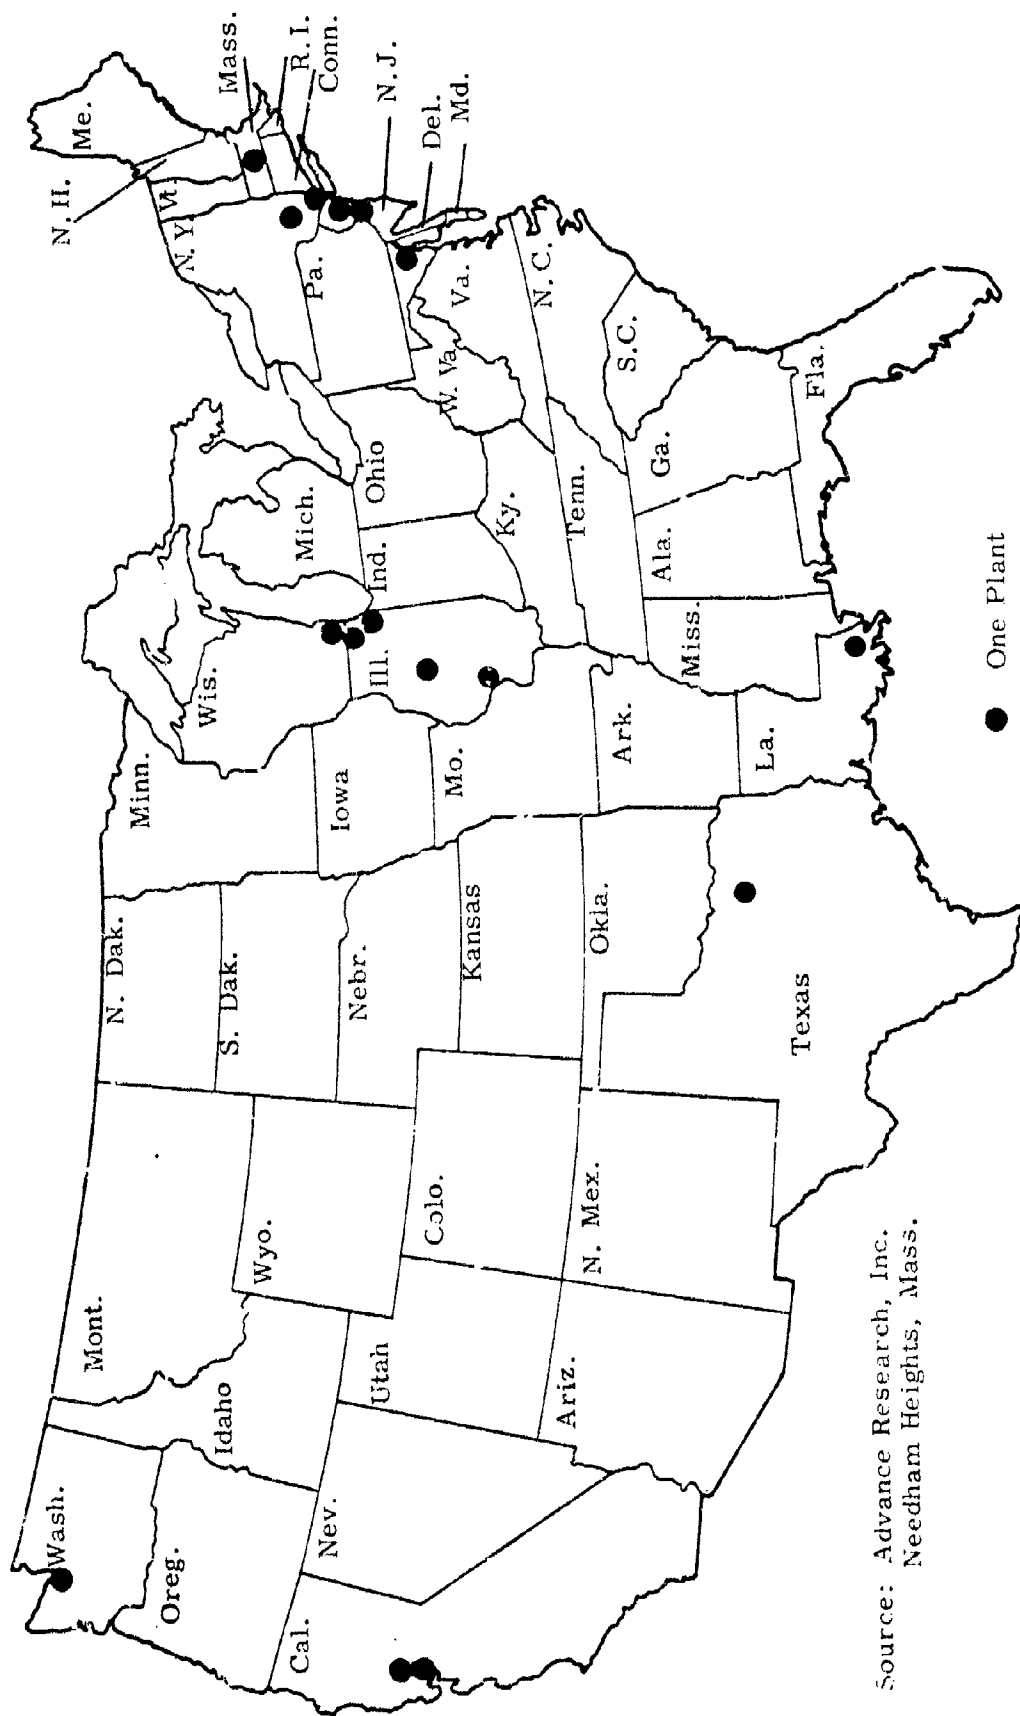 Wash.
Oreg.
Cal.
Nev.
Idaho
Mont.
Wyo.
Utah
Colo.
Ariz.
N. Mex.
N. Dak.
S. Dak.
Nebr.
Kansas
Okla.
Texas
Minn.
Iowa
Mo.
Ark.
La.
Wis.
Ill.
Mich.
Ind.
Ohio
Ky.
Tenn.
Miss.
Ala.
Ga.
Fla.
S.C.
N. C.
Va.
W. Va.
Pa.
N. Y.
Vt.
N. H.
Me.
Mass.
R. I.
Conn.
N. J.
Del.
Md.
One Plant
Source: Advance Research, Inc.
Needham Heights, Mass.